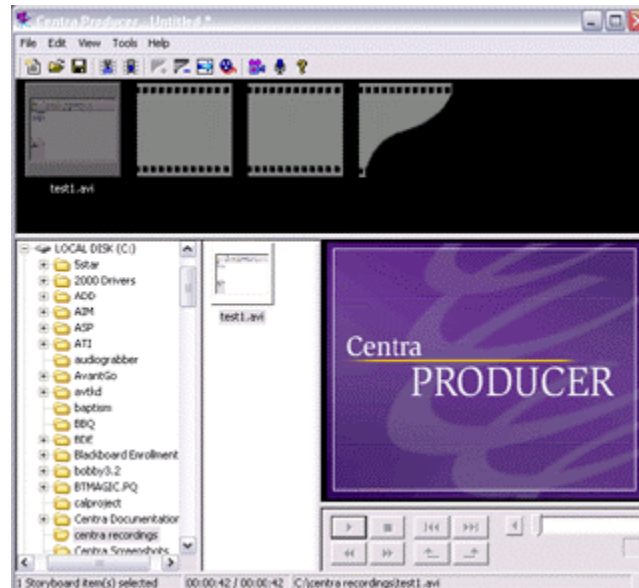 Centra Producer - Untitled *
File Edit View Tools Help
test1.avi
LOCAL DISK (C:)
5star
2000 Drivers
ADD
AIM
ASP
ATI
audiograbber
AvantGo
avtkd
baptism
BBQ
BDE
Blackboard Enrollment
bobby3.2
BTMAGIC.PQ
calproject
Centra Documentation
centra recordings
Centra Screenshots
test1.avi
Centra
PRODUCER
1 Storyboard item(s) selected 00:00:42 / 00:00:42 C:\centra recordings\test1.avi